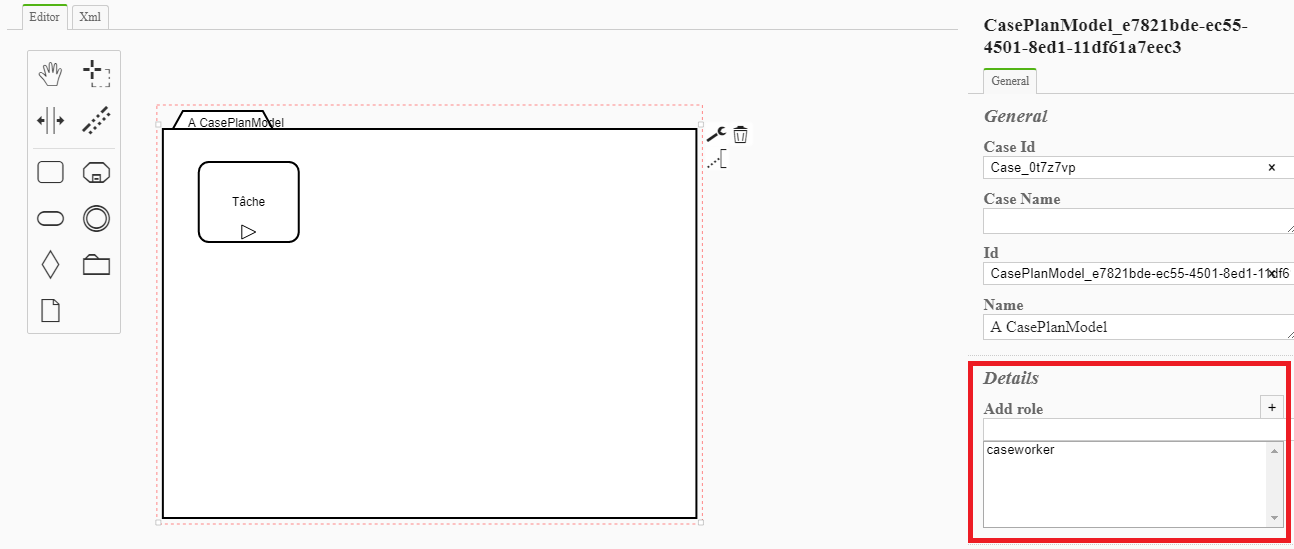 Editor
Xml
A CasePlanModel
Tâche
CasePlanModel_e7821bde-ec55-
4501-8ed1-11df61a7eec3
General
General
Case Id
Case_0t7z7vp
×
Case Name
Id
CasePlanModel_e7821bde-ec55-4501-8ed1-11df6
×
Name
A CasePlanModel
Details
Add role
+
caseworker